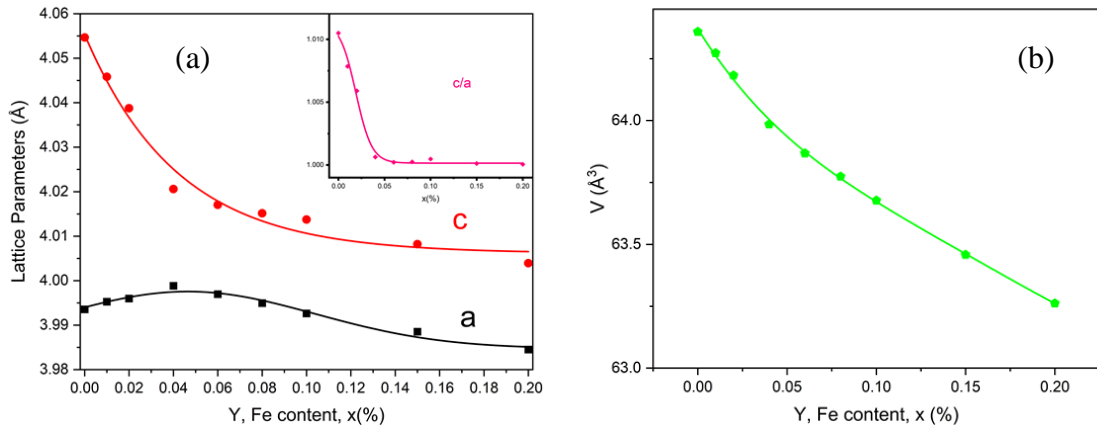 (a)
4.06
4.05
4.04
4.03
4.02
4.01
4.00
3.99
3.98
Lattice Parameters (Å)
0.00 0.02 0.04 0.06 0.08 0.10 0.12 0.14 0.16 0.18 0.20
Y, Fe content, x(%)
c
a
1.010
1.005
1.000
c/a
0.00 0.05 0.10 0.15 0.20
x(%)
(b)
64.0
63.5
63.0
V (Å³)
0.00 0.05 0.10 0.15 0.20
Y, Fe content, x (%)